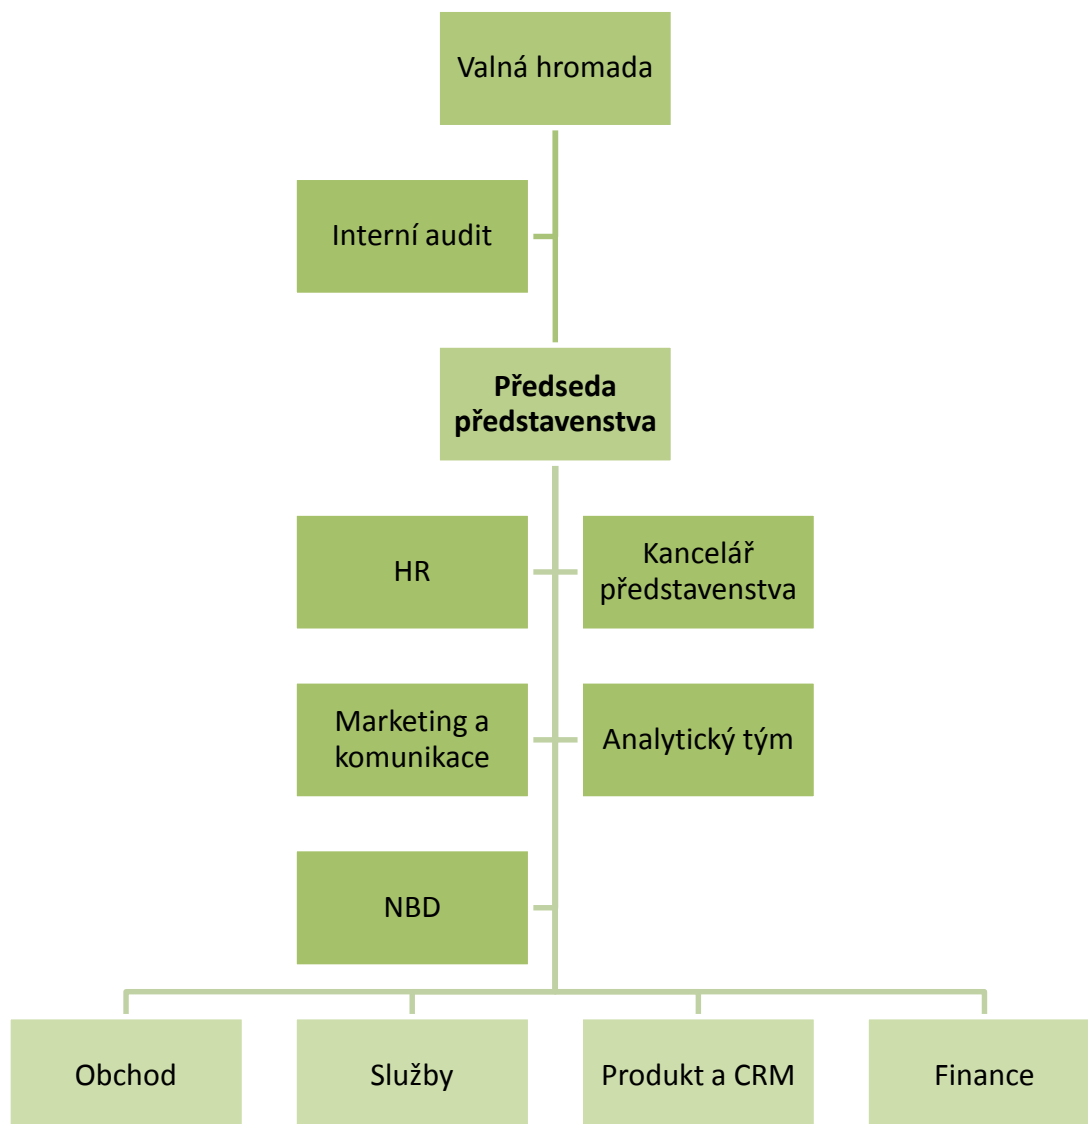 Valná hromada
Interní audit
Předseda
představenstva
HR
Kancelář
představenstva
Marketing a
komunikace
Analytický tým
NBD
Obchod
Služby
Produkt a CRM
Finance